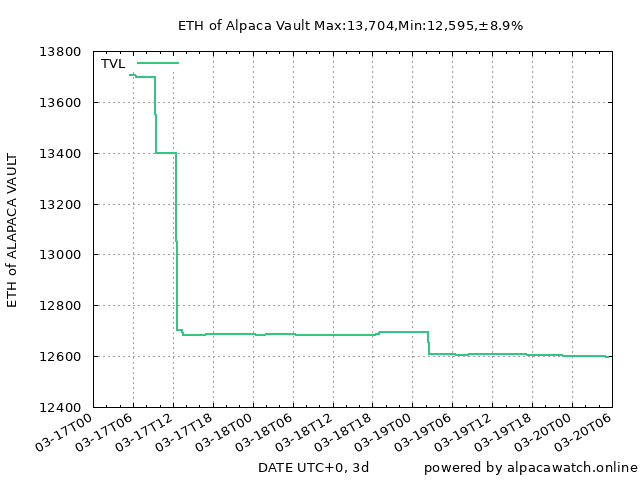 ETH of Alpaca Vault Max:13,704,Min:12,595,±8.9%
TVL
13800
13600
13400
13200
13000
12800
12600
12400
ETH of ALAPACA VAULT
03-17T00
03-17T06
03-17T12
03-17T18
03-18T00
03-18T06
03-18T12
03-18T18
03-19T00
03-19T06
03-19T12
03-19T18
03-20T00
03-20T06
DATE UTC+0, 3d
powered by alpacawatch.online